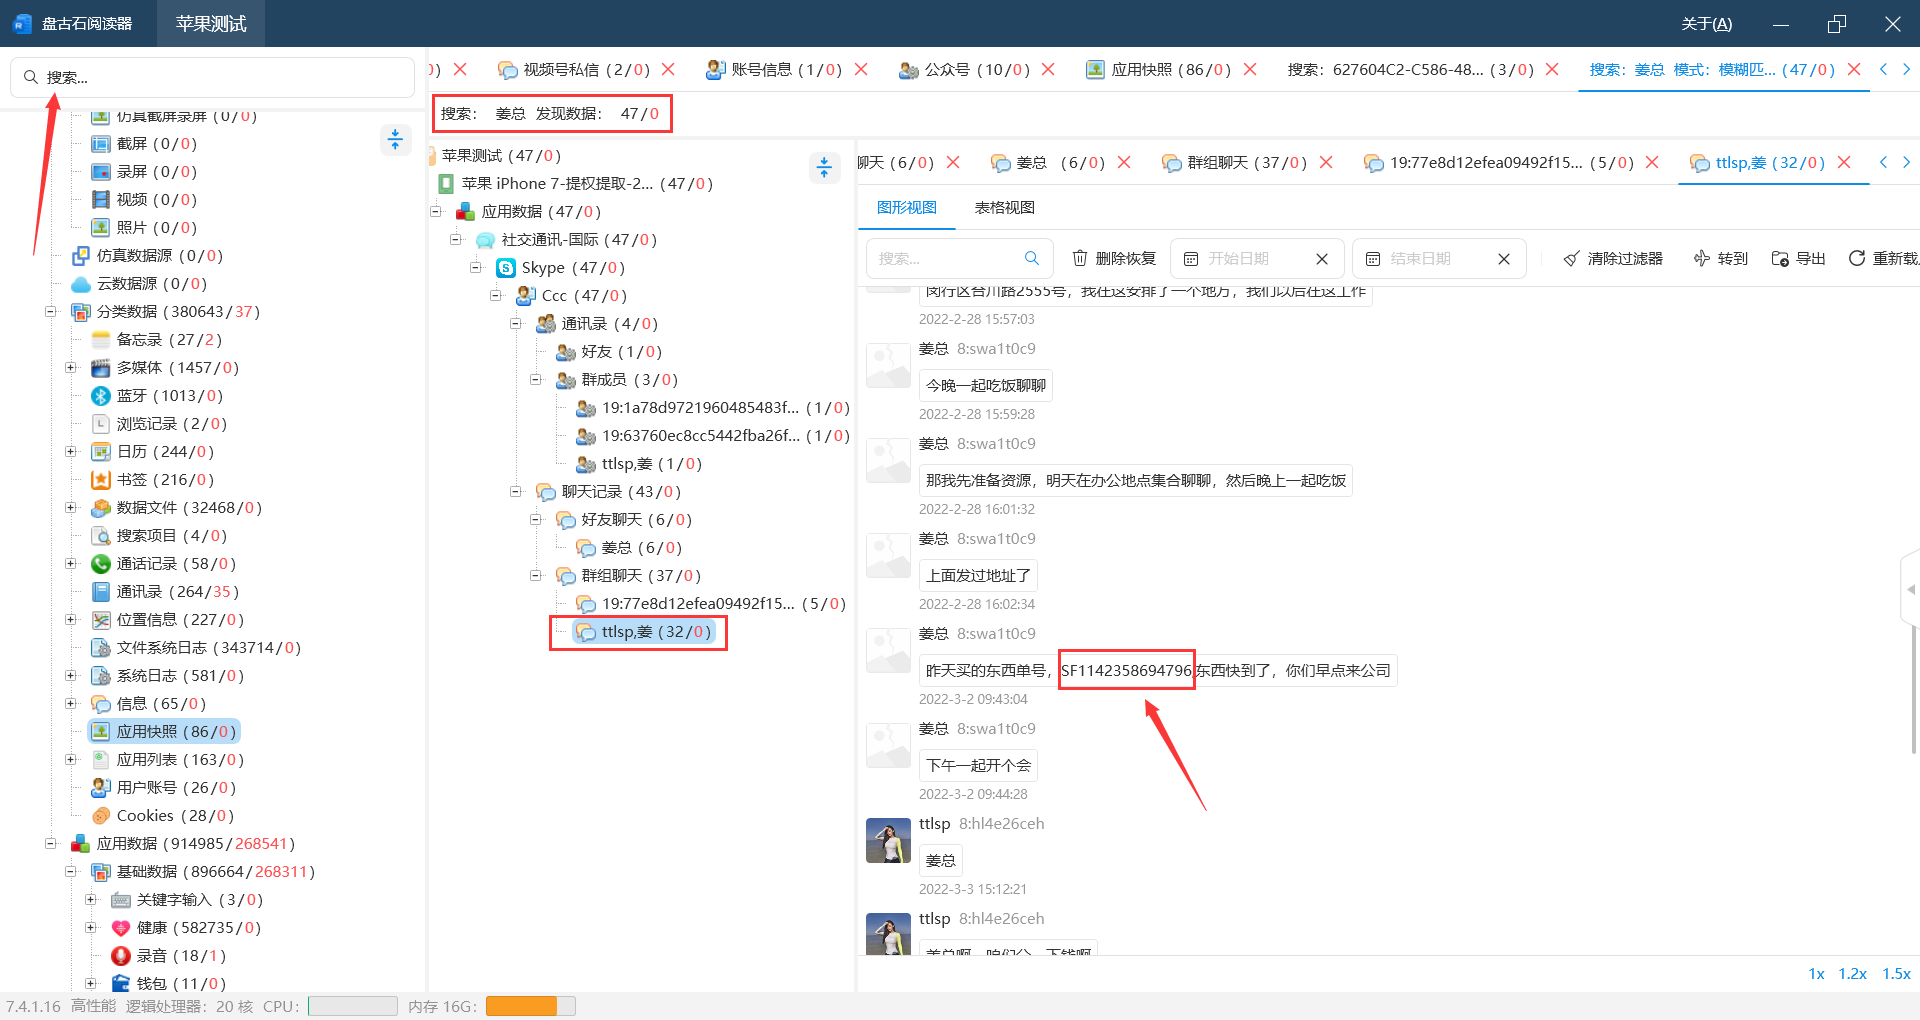 盘古石阅读器
苹果测试
关于(A)
搜索...
0) 视频号私信 (2/0) 账号信息 (1/0) 公众号 (10/0) 应用快照 (86/0) 搜索: 627604C2-C586-48... (3/0) 搜索: 姜总 模式: 模糊匹... (47/0)
搜索: 姜总 发现数据: 47/0
仿真截屏录屏 (0/0)
截屏 (0/0)
录屏 (0/0)
视频 (0/0)
照片 (0/0)
仿真数据源 (0/0)
云数据源 (0/0)
分类数据 (380643/37)
备忘录 (27/2)
多媒体 (1457/0)
蓝牙 (1013/0)
浏览记录 (2/0)
日历 (244/0)
书签 (216/0)
数据文件 (32468/0)
搜索项目 (4/0)
通话记录 (58/0)
通讯录 (264/35)
位置信息 (227/0)
文件系统日志 (343714/0)
系统日志 (581/0)
信息 (65/0)
应用快照 (86/0)
应用列表 (163/0)
用户账号 (26/0)
Cookies (28/0)
应用数据 (914985/268541)
基础数据 (896664/268311)
关键字输入 (3/0)
健康 (582735/0)
录音 (18/1)
钱包 (11/0)
苹果测试 (47/0)
苹果 iPhone 7-提权提取-2... (47/0)
应用数据 (47/0)
社交通讯-国际 (47/0)
Skype (47/0)
Ccc (47/0)
通讯录 (4/0)
好友 (1/0)
群成员 (3/0)
19:1a78d9721960485483f... (1/0)
19:63760ec8cc5442fba26f... (1/0)
ttlsp,姜 (1/0)
聊天记录 (43/0)
好友聊天 (6/0)
姜总 (6/0)
群组聊天 (37/0)
19:77e8d12efea09492f15... (5/0)
ttlsp,姜 (32/0)
聊天 (6/0) 姜总 (6/0) 群组聊天 (37/0) 19:77e8d12efea09492f15... (5/0) ttlsp,姜 (32/0)
图形视图 表格视图
搜索... 删除恢复 开始日期 结束日期 清除过滤器 转到 导出 重新载
闵行区合川路2555号，我在这安排了一个地方，我们以后在这工作
2022-2-28 15:57:03
姜总 8:swa1t0c9
今晚一起吃饭聊聊
2022-2-28 15:59:28
姜总 8:swa1t0c9
那我先准备资源，明天在办公地点集合聊聊，然后晚上一起吃饭
2022-2-28 16:01:32
姜总 8:swa1t0c9
上面发过地址了
2022-2-28 16:02:34
姜总 8:swa1t0c9
昨天买的东西单号，SF1142358694796,东西快到了，你们早点来公司
2022-3-2 09:43:04
姜总 8:swa1t0c9
下午一起开个会
2022-3-2 09:44:28
ttlsp 8:hl4e26ceh
姜总
2022-3-3 15:12:21
ttlsp 8:hl4e26ceh
1x 1.2x 1.5x
7.4.1.16 高性能 逻辑处理器: 20 核 CPU: 内存 16G: